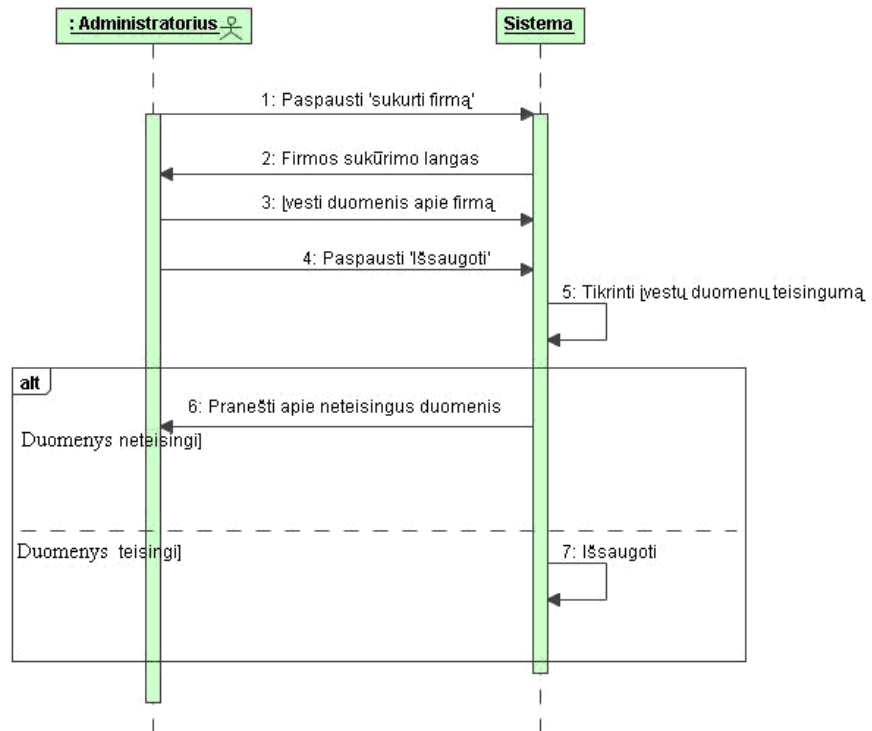 : Administratorius
Sistema
1: Paspausti 'sukurti firmą'
2: Firmos sukūrimo langas
3: Įvesti duomenis apie firmą
4: Paspausti 'Išsaugoti'
5: Tikrinti įvestų duomenų teisingumą
alt
6: Pranešti apie neteisingus duomenis
Duomenys neteisingi]
Duomenys teisingi]
7: Išsaugoti